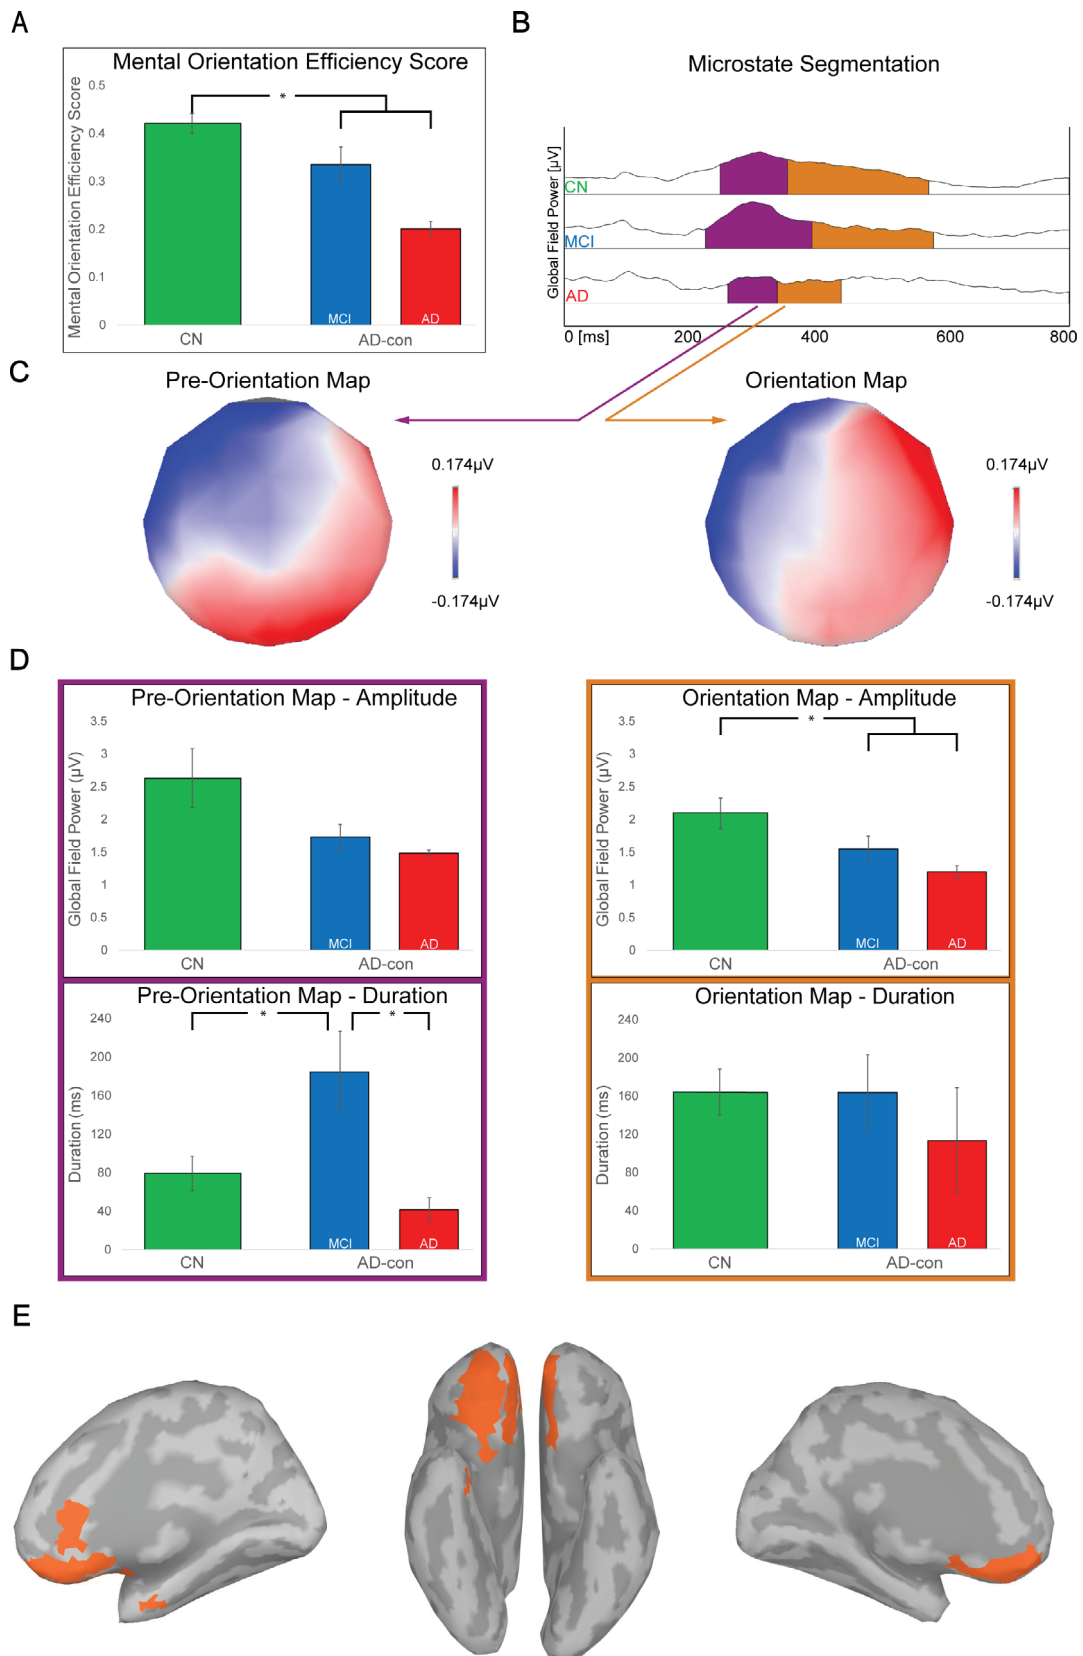 A
Mental Orientation Efficiency Score
Mental Orientation Efficiency Score
0.5
0.4
0.3
0.2
0.1
0
*
MCI
AD
CN
AD-con
B
Microstate Segmentation
Global Field Power [µV]
CN
MCI
AD
0 [ms]
200
400
600
800
C
Pre-Orientation Map
0.174µV
-0.174µV
Orientation Map
0.174µV
-0.174µV
D
Pre-Orientation Map - Amplitude
Global Field Power (µV)
3.5
3
2.5
2
1.5
1
0.5
0
MCI
AD
CN
AD-con
Orientation Map - Amplitude
Global Field Power (µV)
3.5
3
2.5
2
1.5
1
0.5
0
*
MCI
AD
CN
AD-con
Pre-Orientation Map - Duration
Duration (ms)
240
200
160
120
80
40
0
*
*
MCI
AD
CN
AD-con
Orientation Map - Duration
Duration (ms)
240
200
160
120
80
40
0
MCI
AD
CN
AD-con
E